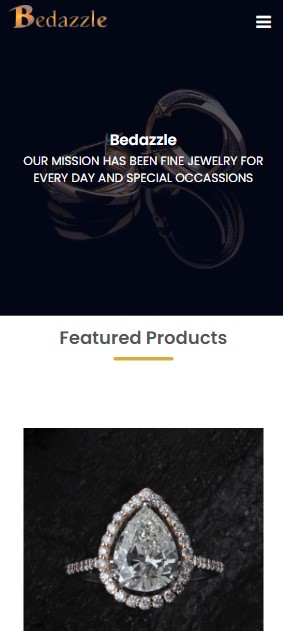 Bedazzle
Bedazzle
OUR MISSION HAS BEEN FINE JEWELRY FOR
EVERY DAY AND SPECIAL OCCASSIONS
Featured Products